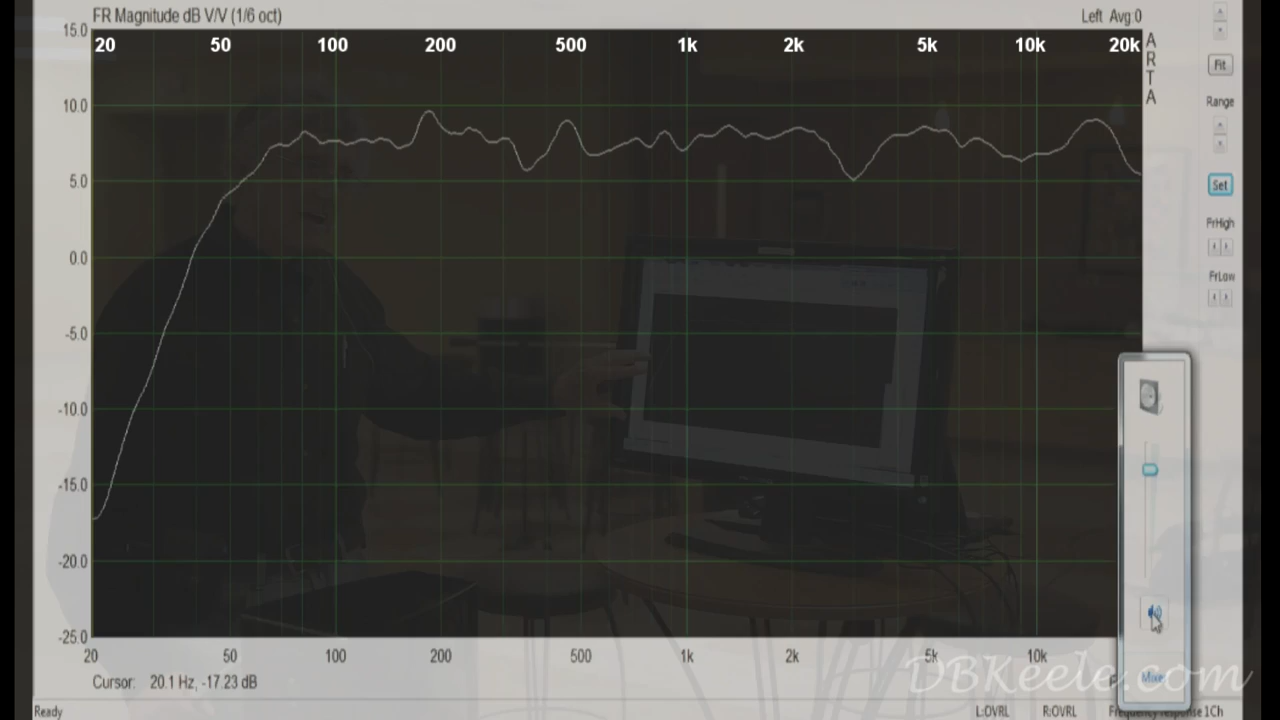 FR Magnitude dB V/V (1/6 oct)
Left Avg:0
15.0
20 50 100 200 500 1k 2k 5k 10k 20k
A
R
T
A
Fit
Range
10.0
5.0
Set
FrHigh
0.0
FrLow
-5.0
-10.0
-15.0
-20.0
-25.0
20 50 100 200 500 1k 2k 5k 10k
DBKeele.com
Mixer
Cursor: 20.1 Hz, -17.23 dB
Ready
L:OVRL R:OVRL Frequency response 1Ch